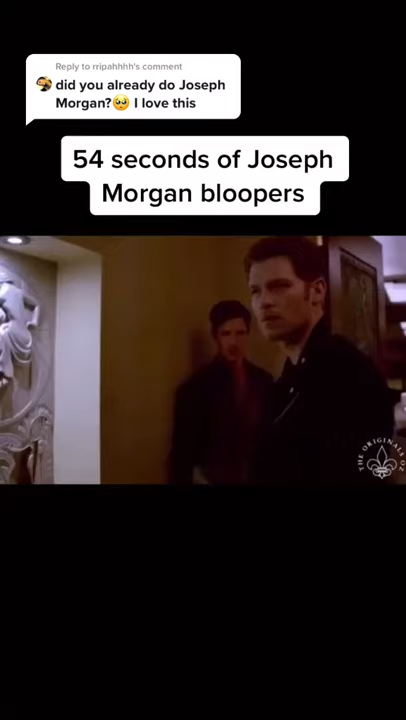 Reply to rripahhhh's comment
did you already do Joseph
Morgan?🥺 I love this
54 seconds of Joseph
Morgan bloopers
THE ORIGINALS OZ